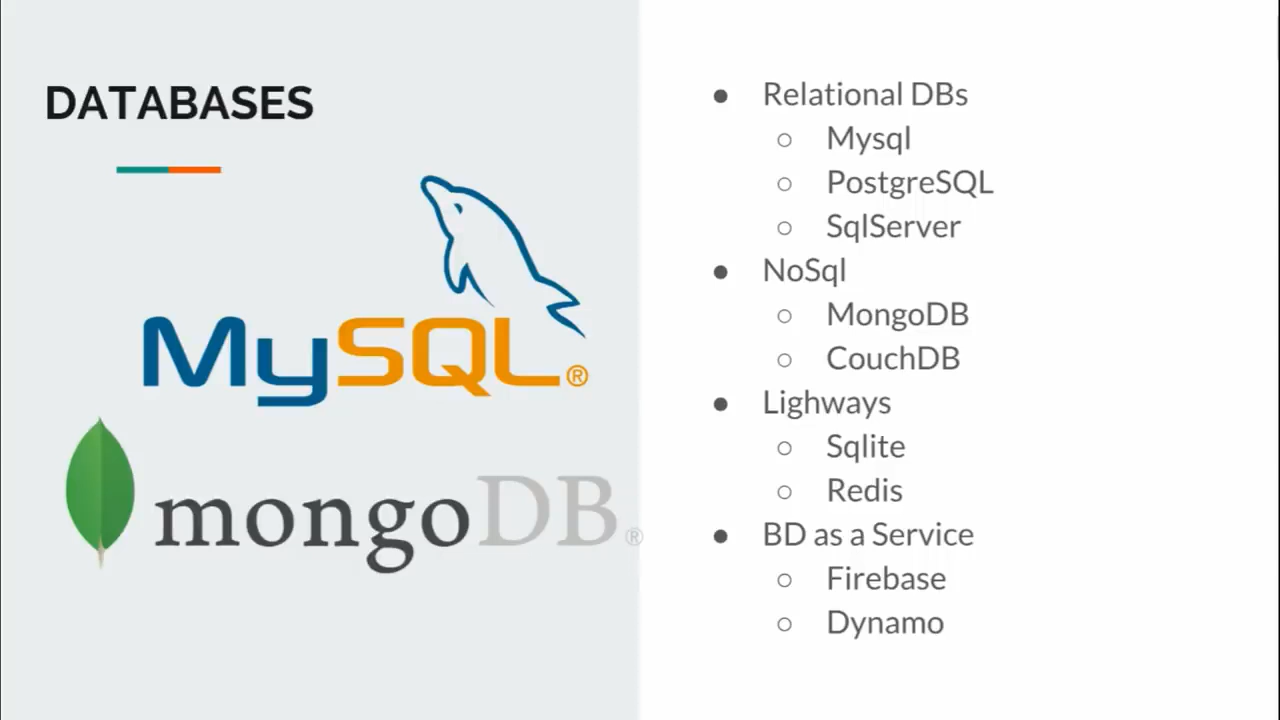 DATABASES
MySQL®
mongoDB®
● Relational DBs
○ Mysql
○ PostgreSQL
○ SqlServer
● NoSql
○ MongoDB
○ CouchDB
● Lighways
○ Sqlite
○ Redis
● BD as a Service
○ Firebase
○ Dynamo